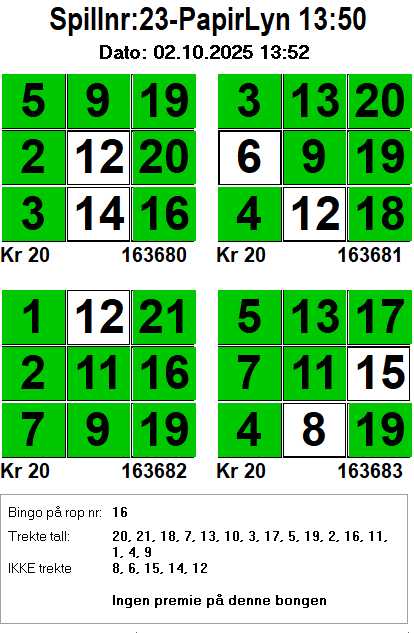 Spillnr:23-PapirLyn 13:50
Dato: 02.10.2025 13:52
5 9 19 3 13 20
2 12 20 6 9 19
3 14 16 4 12 18
Kr 20 163680 Kr 20 163681
1 12 21 5 13 17
2 11 16 7 11 15
7 9 19 4 8 19
Kr 20 163682 Kr 20 163683
Bingo på rop nr: 16
Trekte tall: 20, 21, 18, 7, 13, 10, 3, 17, 5, 19, 2, 16, 11,
1, 4, 9
IKKE trekte 8, 6, 15, 14, 12
Ingen premie på denne bongen